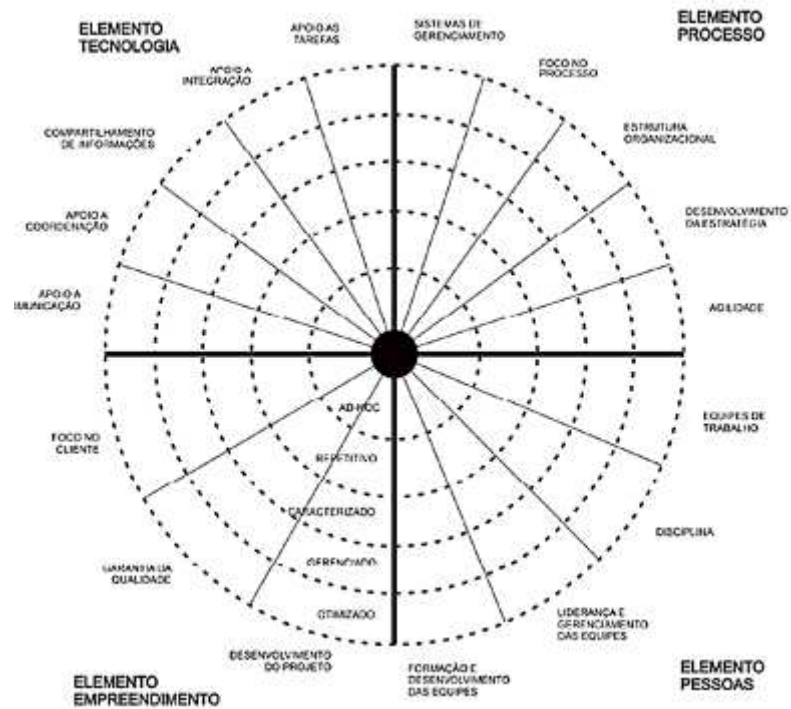 ELEMENTO
TECNOLOGIA
APOIO AS
TAREFAS
SISTEMAS DE
GERENCIAMENTO
ELEMENTO
PROCESSO
APOIO A
INTEGRAÇÃO
FOCO NO
PROCESSO
COMPARTILHAMENTO
DE INFORMAÇÕES
ESTRUTURA
ORGANIZACIONAL
APOIO A
COORDENAÇÃO
DESENVOLVIMENTO
DA ESTRATÉGIA
APOIO A
MUNICAÇÃO
AGILIDADE
AD-HOC
FOCO NO
CLIENTE
EQUIPES DE
TRABALHO
REPETITIVO
CARACTERIZADO
DISCIPLINA
GARANTIA DA
QUALIDADE
GERENCIADO
OTIMIZADO
LIDERANÇA E
GERENCIAMENTO
DAS EQUIPES
DESENVOLVIMENTO
DO PROJETO
FORMAÇÃO E
DESENVOLVIMENTO
DAS EQUIPES
ELEMENTO
EMPREENDIMENTO
ELEMENTO
PESSOAS